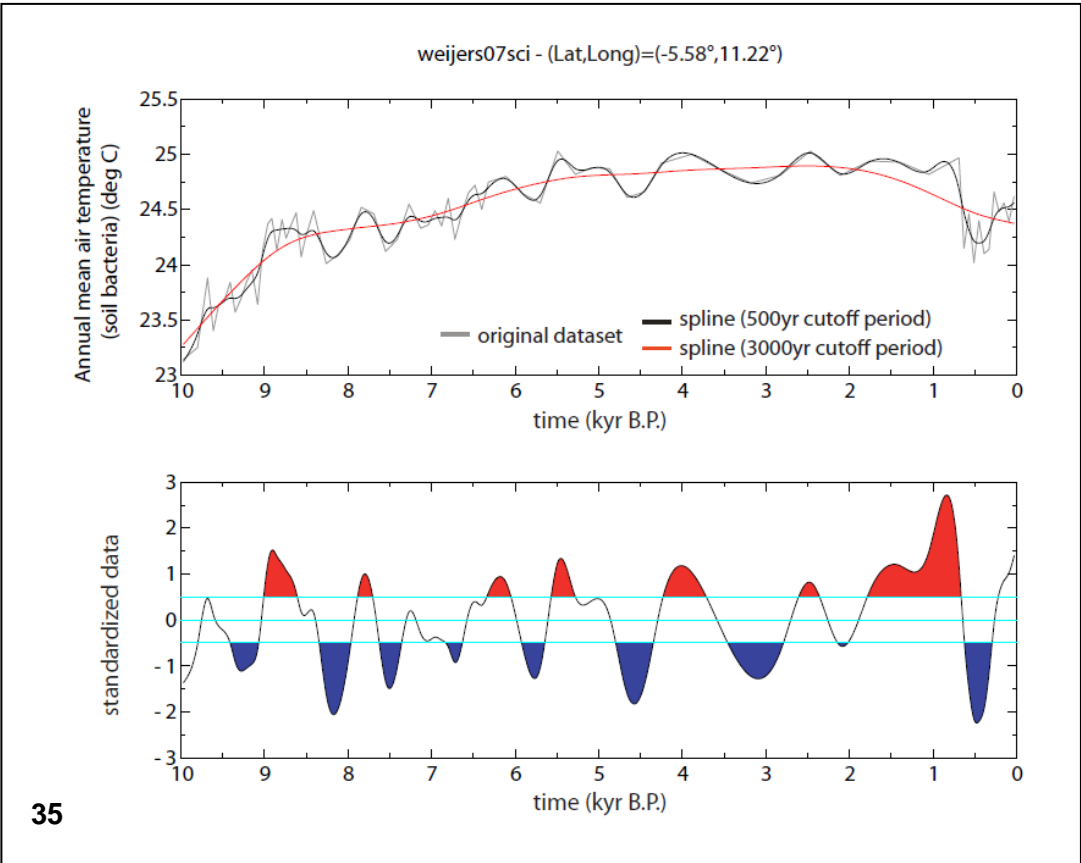 weijers07sci - (Lat,Long)=(-5.58°,11.22°)
Annual mean air temperature
(soil bacteria) (deg C)
25.5
25
24.5
24
23.5
23
original dataset
spline (500yr cutoff period)
spline (3000yr cutoff period)
10 9 8 7 6 5 4 3 2 1 0
time (kyr B.P.)
standardized data
3
2
1
0
- 1
- 2
- 3
10 9 8 7 6 5 4 3 2 1 0
time (kyr B.P.)
35